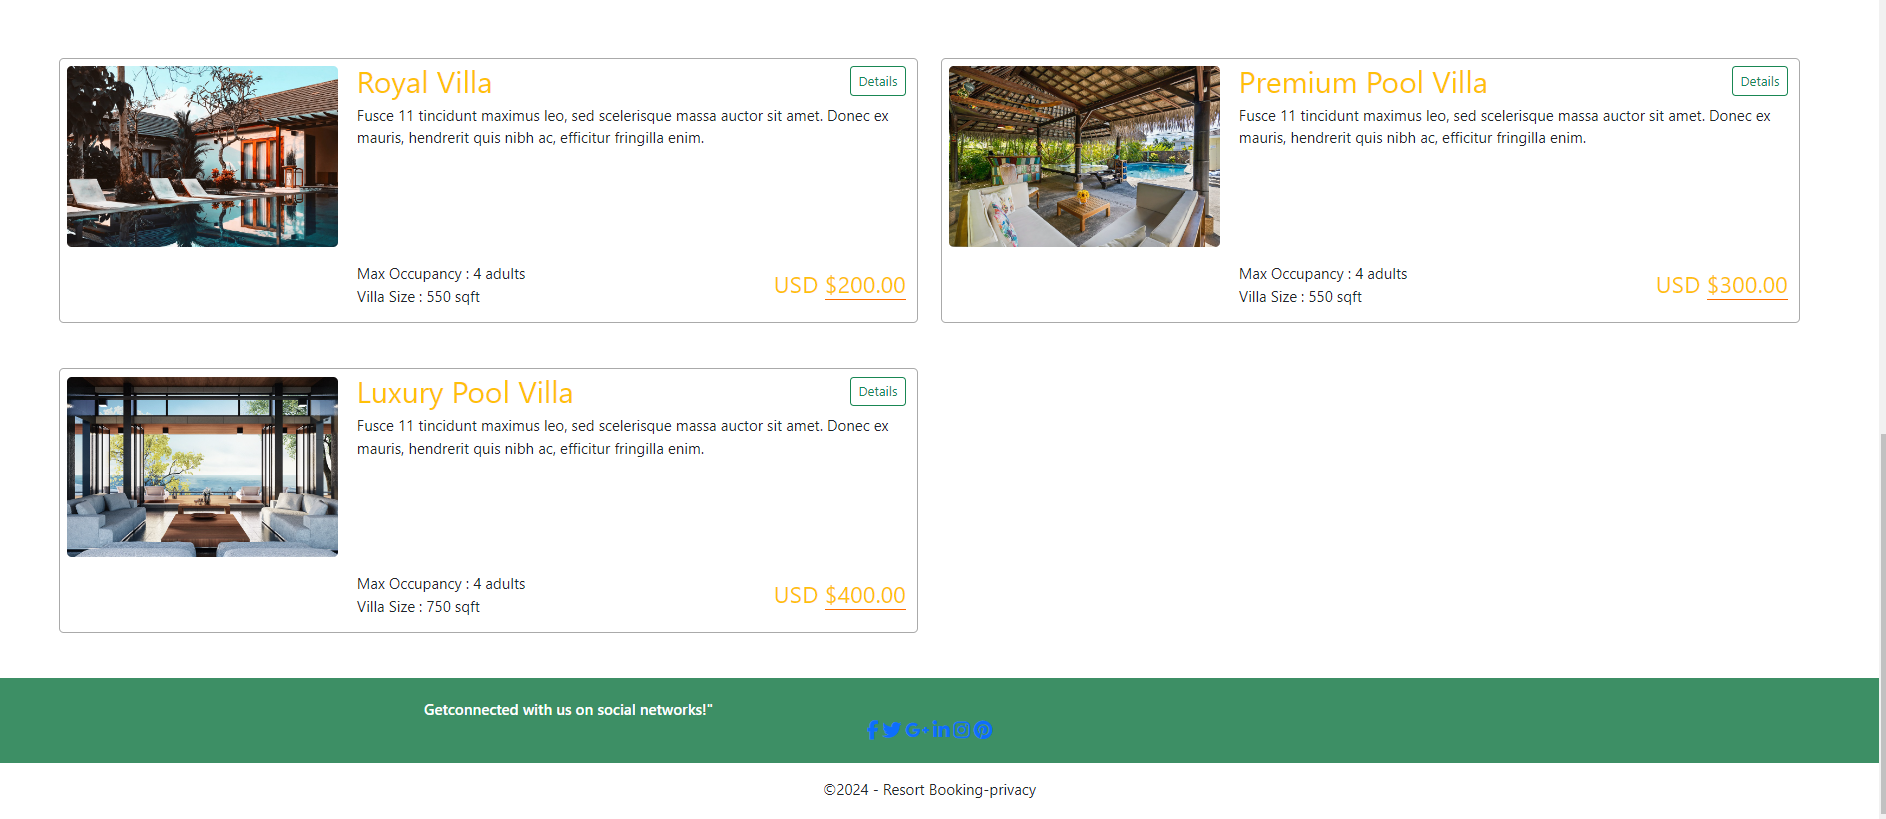 Royal Villa
Details
Fusce 11 tincidunt maximus leo, sed scelerisque massa auctor sit amet. Donec ex
mauris, hendrerit quis nibh ac, efficitur fringilla enim.
Max Occupancy : 4 adults
Villa Size : 550 sqft
USD $200.00
Premium Pool Villa
Details
Fusce 11 tincidunt maximus leo, sed scelerisque massa auctor sit amet. Donec ex
mauris, hendrerit quis nibh ac, efficitur fringilla enim.
Max Occupancy : 4 adults
Villa Size : 550 sqft
USD $300.00
Luxury Pool Villa
Details
Fusce 11 tincidunt maximus leo, sed scelerisque massa auctor sit amet. Donec ex
mauris, hendrerit quis nibh ac, efficitur fringilla enim.
Max Occupancy : 4 adults
Villa Size : 750 sqft
USD $400.00
Getconnected with us on social networks!"
©2024 - Resort Booking-privacy